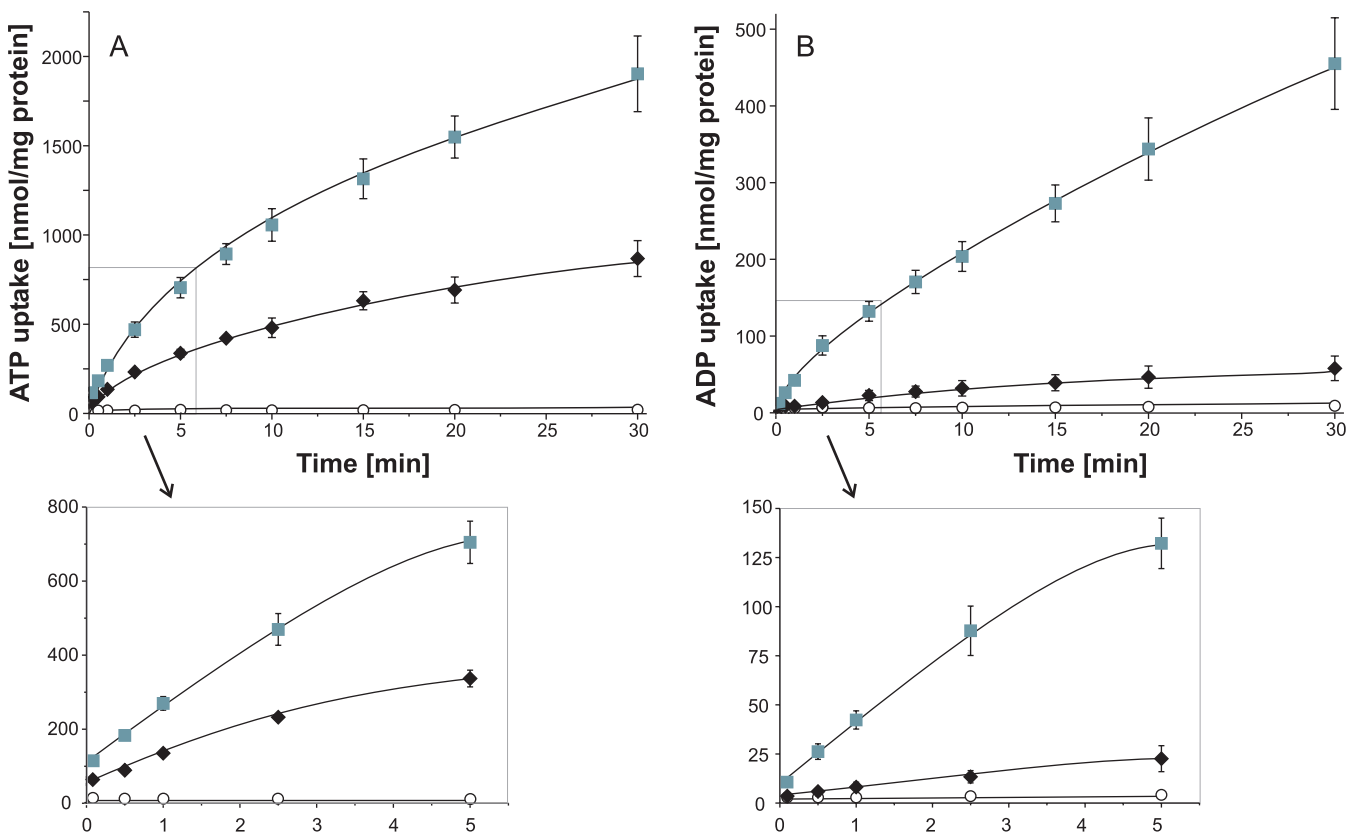 A
ATP uptake [nmol/mg protein]
2000
1500
1000
500
0
0 5 10 15 20 25 30
Time [min]
B
ADP uptake [nmol/mg protein]
500
400
300
200
100
0
0 5 10 15 20 25 30
Time [min]
800
600
400
200
0
0 1 2 3 4 5
150
125
100
75
50
25
0
0 1 2 3 4 5